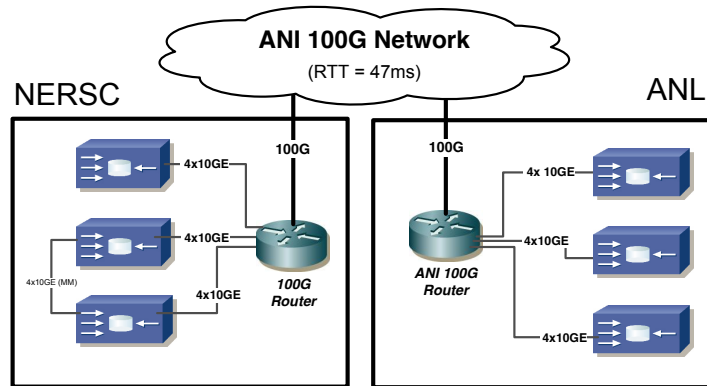 ANI 100G Network
(RTT = 47ms)
NERSC
ANL
100G
100G
4x10GE
4x 10GE
4x10GE
4x10GE
4x10GE (MM)
4x10GE
100G
Router
ANI 100G
Router
4x10GE